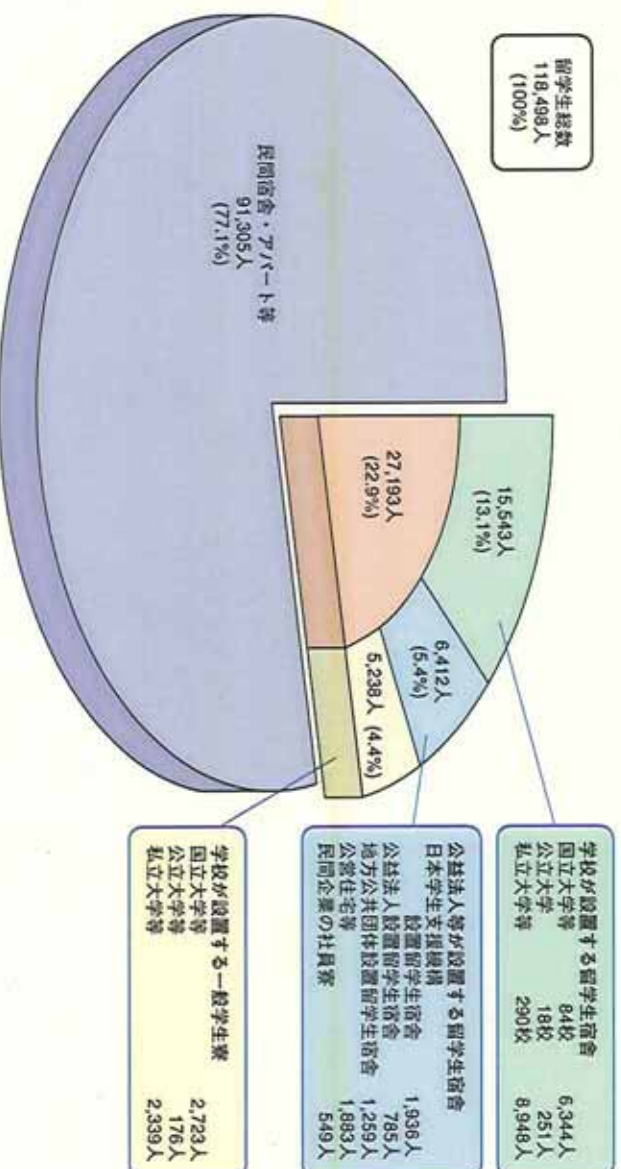 留学生総数
118,498人
(100%)
民間宿舎・アパート等
91,305人
(77.1%)
27,193人
(22.9%)
15,543人
(13.1%)
6,412人
(5.4%)
5,238人 (4.4%)
学校が設置する留学生宿舎
国立大学等 84校 6,344人
公立大学 18校 251人
私立大学等 290校 8,948人
公益法人等が設置する留学生宿舎
日本学生支援機構
設置留学生宿舎 1,936人
公益法人設置留学生宿舎 785人
地方公共団体設置留学生宿舎 1,259人
公営住宅等 1,883人
民間企業の社員寮 549人
学校が設置する一般学生寮
国立大学等 2,723人
公立大学等 176人
私立大学等 2,339人